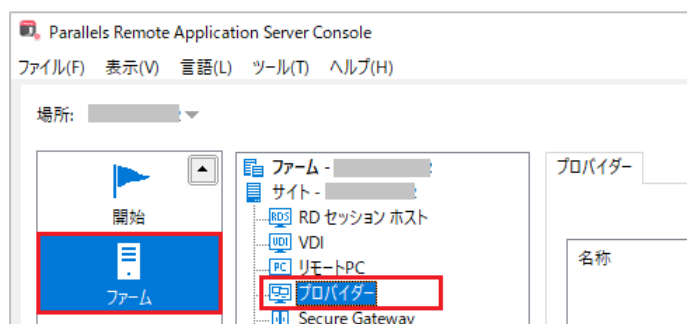 Parallels Remote Application Server Console
ファイル(F) 表示(V) 言語(L) ツール(T) ヘルプ(H)
場所:
開始
ファーム
ファーム -
サイト -
RDS RD セッション ホスト
VDI VDI
PC リモートPC
プロバイダー
Secure Gateway
プロバイダー
名称